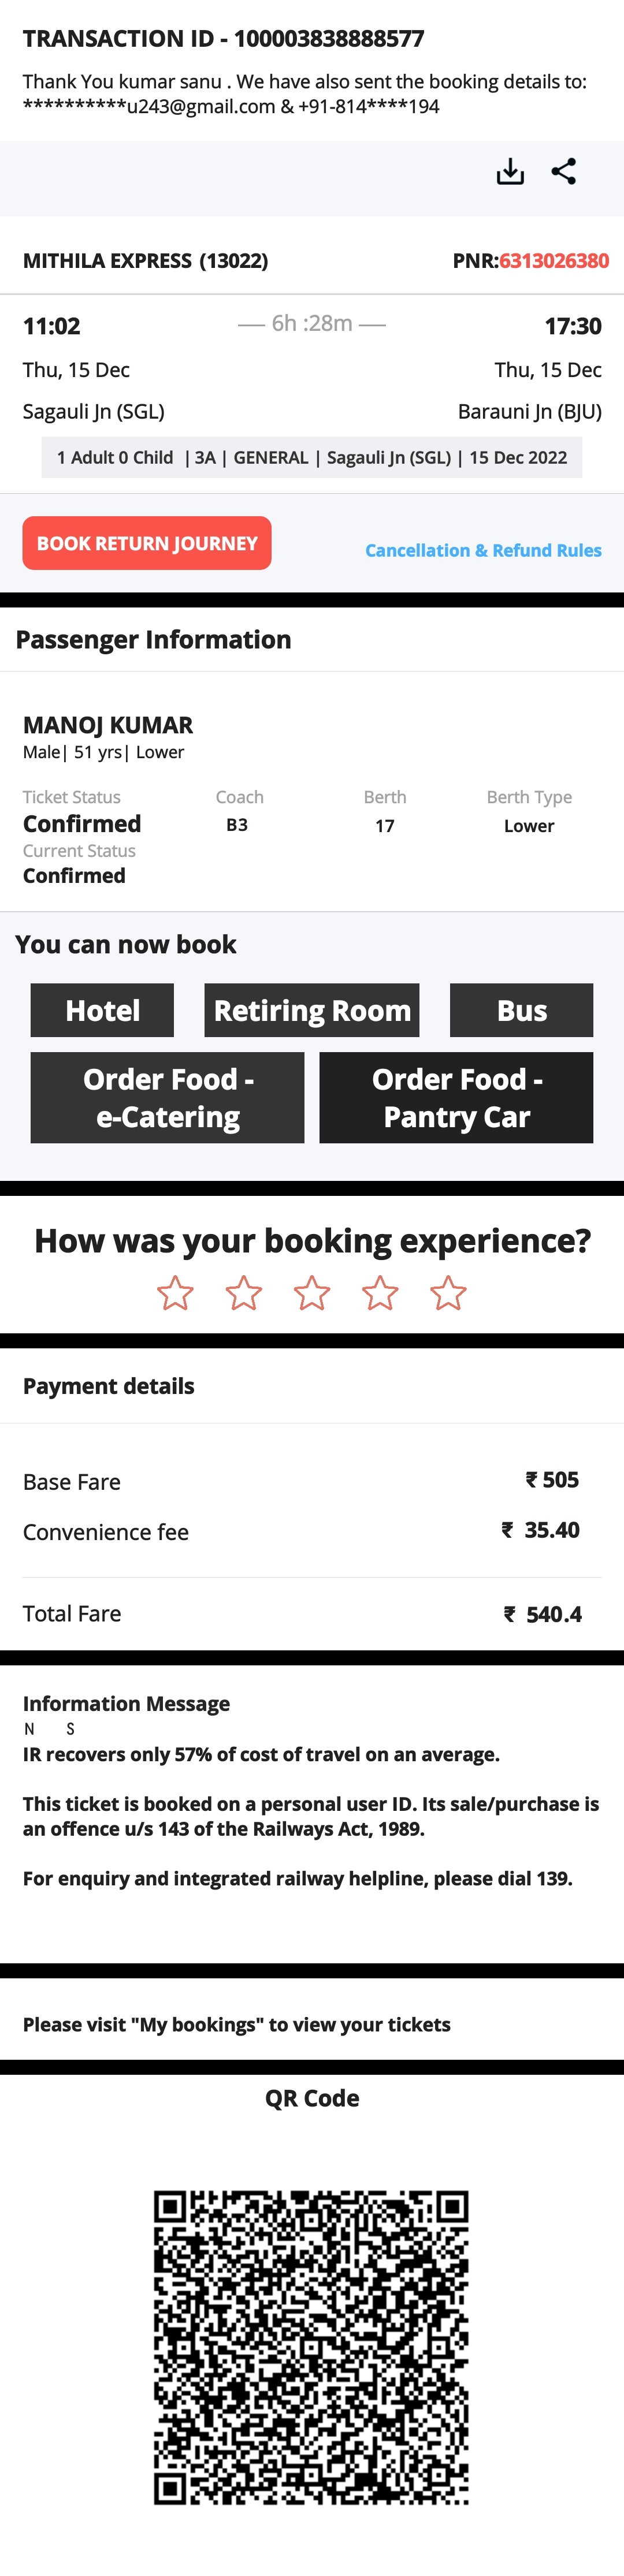 TRANSACTION ID - 100003838888577
Thank You kumar sanu . We have also sent the booking details to:
**********u243@gmail.com & +91-814****194
MITHILA EXPRESS (13022) PNR:6313026380
11:02 6h :28m 17:30
Thu, 15 Dec Thu, 15 Dec
Sagauli Jn (SGL) Barauni Jn (BJU)
1 Adult 0 Child | 3A | GENERAL | Sagauli Jn (SGL) | 15 Dec 2022
BOOK RETURN JOURNEY Cancellation & Refund Rules
Passenger Information
MANOJ KUMAR
Male| 51 yrs| Lower
Ticket Status Coach Berth Berth Type
Confirmed B3 17 Lower
Current Status
Confirmed
You can now book
Hotel Retiring Room Bus
Order Food -
e-Catering
Order Food -
Pantry Car
How was your booking experience?
Payment details
Base Fare ₹ 505
Convenience fee ₹ 35.40
Total Fare ₹ 540.4
Information Message
N S
IR recovers only 57% of cost of travel on an average.
This ticket is booked on a personal user ID. Its sale/purchase is
an offence u/s 143 of the Railways Act, 1989.
For enquiry and integrated railway helpline, please dial 139.
Please visit "My bookings" to view your tickets
QR Code